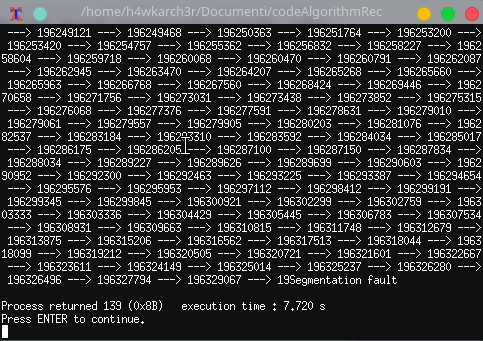 /home/h4wkarch3r/Documenti/codeAlgorithmRec
---> 196249121 ---> 196249468 ---> 196250363 ---> 196251764 ---> 196253200 ---
> 196253420 ---> 196254757 ---> 196255362 ---> 196256832 ---> 196258227 ---> 1962
58604 ---> 196259718 ---> 196260068 ---> 196260470 ---> 196260791 ---> 196262087
---> 196262945 ---> 196263470 ---> 196264207 ---> 196265268 ---> 196265660 ---
> 196265963 ---> 196266768 ---> 196267560 ---> 196268424 ---> 196269446 ---> 1962
70658 ---> 196271756 ---> 196273031 ---> 196273438 ---> 196273852 ---> 196275315
---> 196276068 ---> 196277376 ---> 196277591 ---> 196278631 ---> 196279010 ---
> 196279061 ---> 196279557 ---> 196279905 ---> 196280203 ---> 196281076 ---> 1962
82537 ---> 196283184 ---> 196283310 ---> 196283592 ---> 196284034 ---> 196285017
---> 196286175 ---> 196286205 ---> 196287100 ---> 196287150 ---> 196287834 ---
> 196288034 ---> 196289227 ---> 196289626 ---> 196289699 ---> 196290603 ---> 1962
90952 ---> 196292300 ---> 196292463 ---> 196293225 ---> 196293387 ---> 196294654
---> 196295576 ---> 196295953 ---> 196297112 ---> 196298412 ---> 196299191 ---
> 196299345 ---> 196299845 ---> 196300921 ---> 196302299 ---> 196302759 ---> 1963
03333 ---> 196303336 ---> 196304429 ---> 196305445 ---> 196306783 ---> 196307534
---> 196308931 ---> 196309663 ---> 196310815 ---> 196311748 ---> 196312679 ---
> 196313875 ---> 196315206 ---> 196316562 ---> 196317513 ---> 196318044 ---> 1963
18099 ---> 196319212 ---> 196320505 ---> 196320721 ---> 196321601 ---> 196322667
---> 196323611 ---> 196324149 ---> 196325014 ---> 196325237 ---> 196326280 ---
> 196326496 ---> 196327794 ---> 196329067 ---> 19Segmentation fault
Process returned 139 (0x8B)   execution time : 7.720 s
Press ENTER to continue.